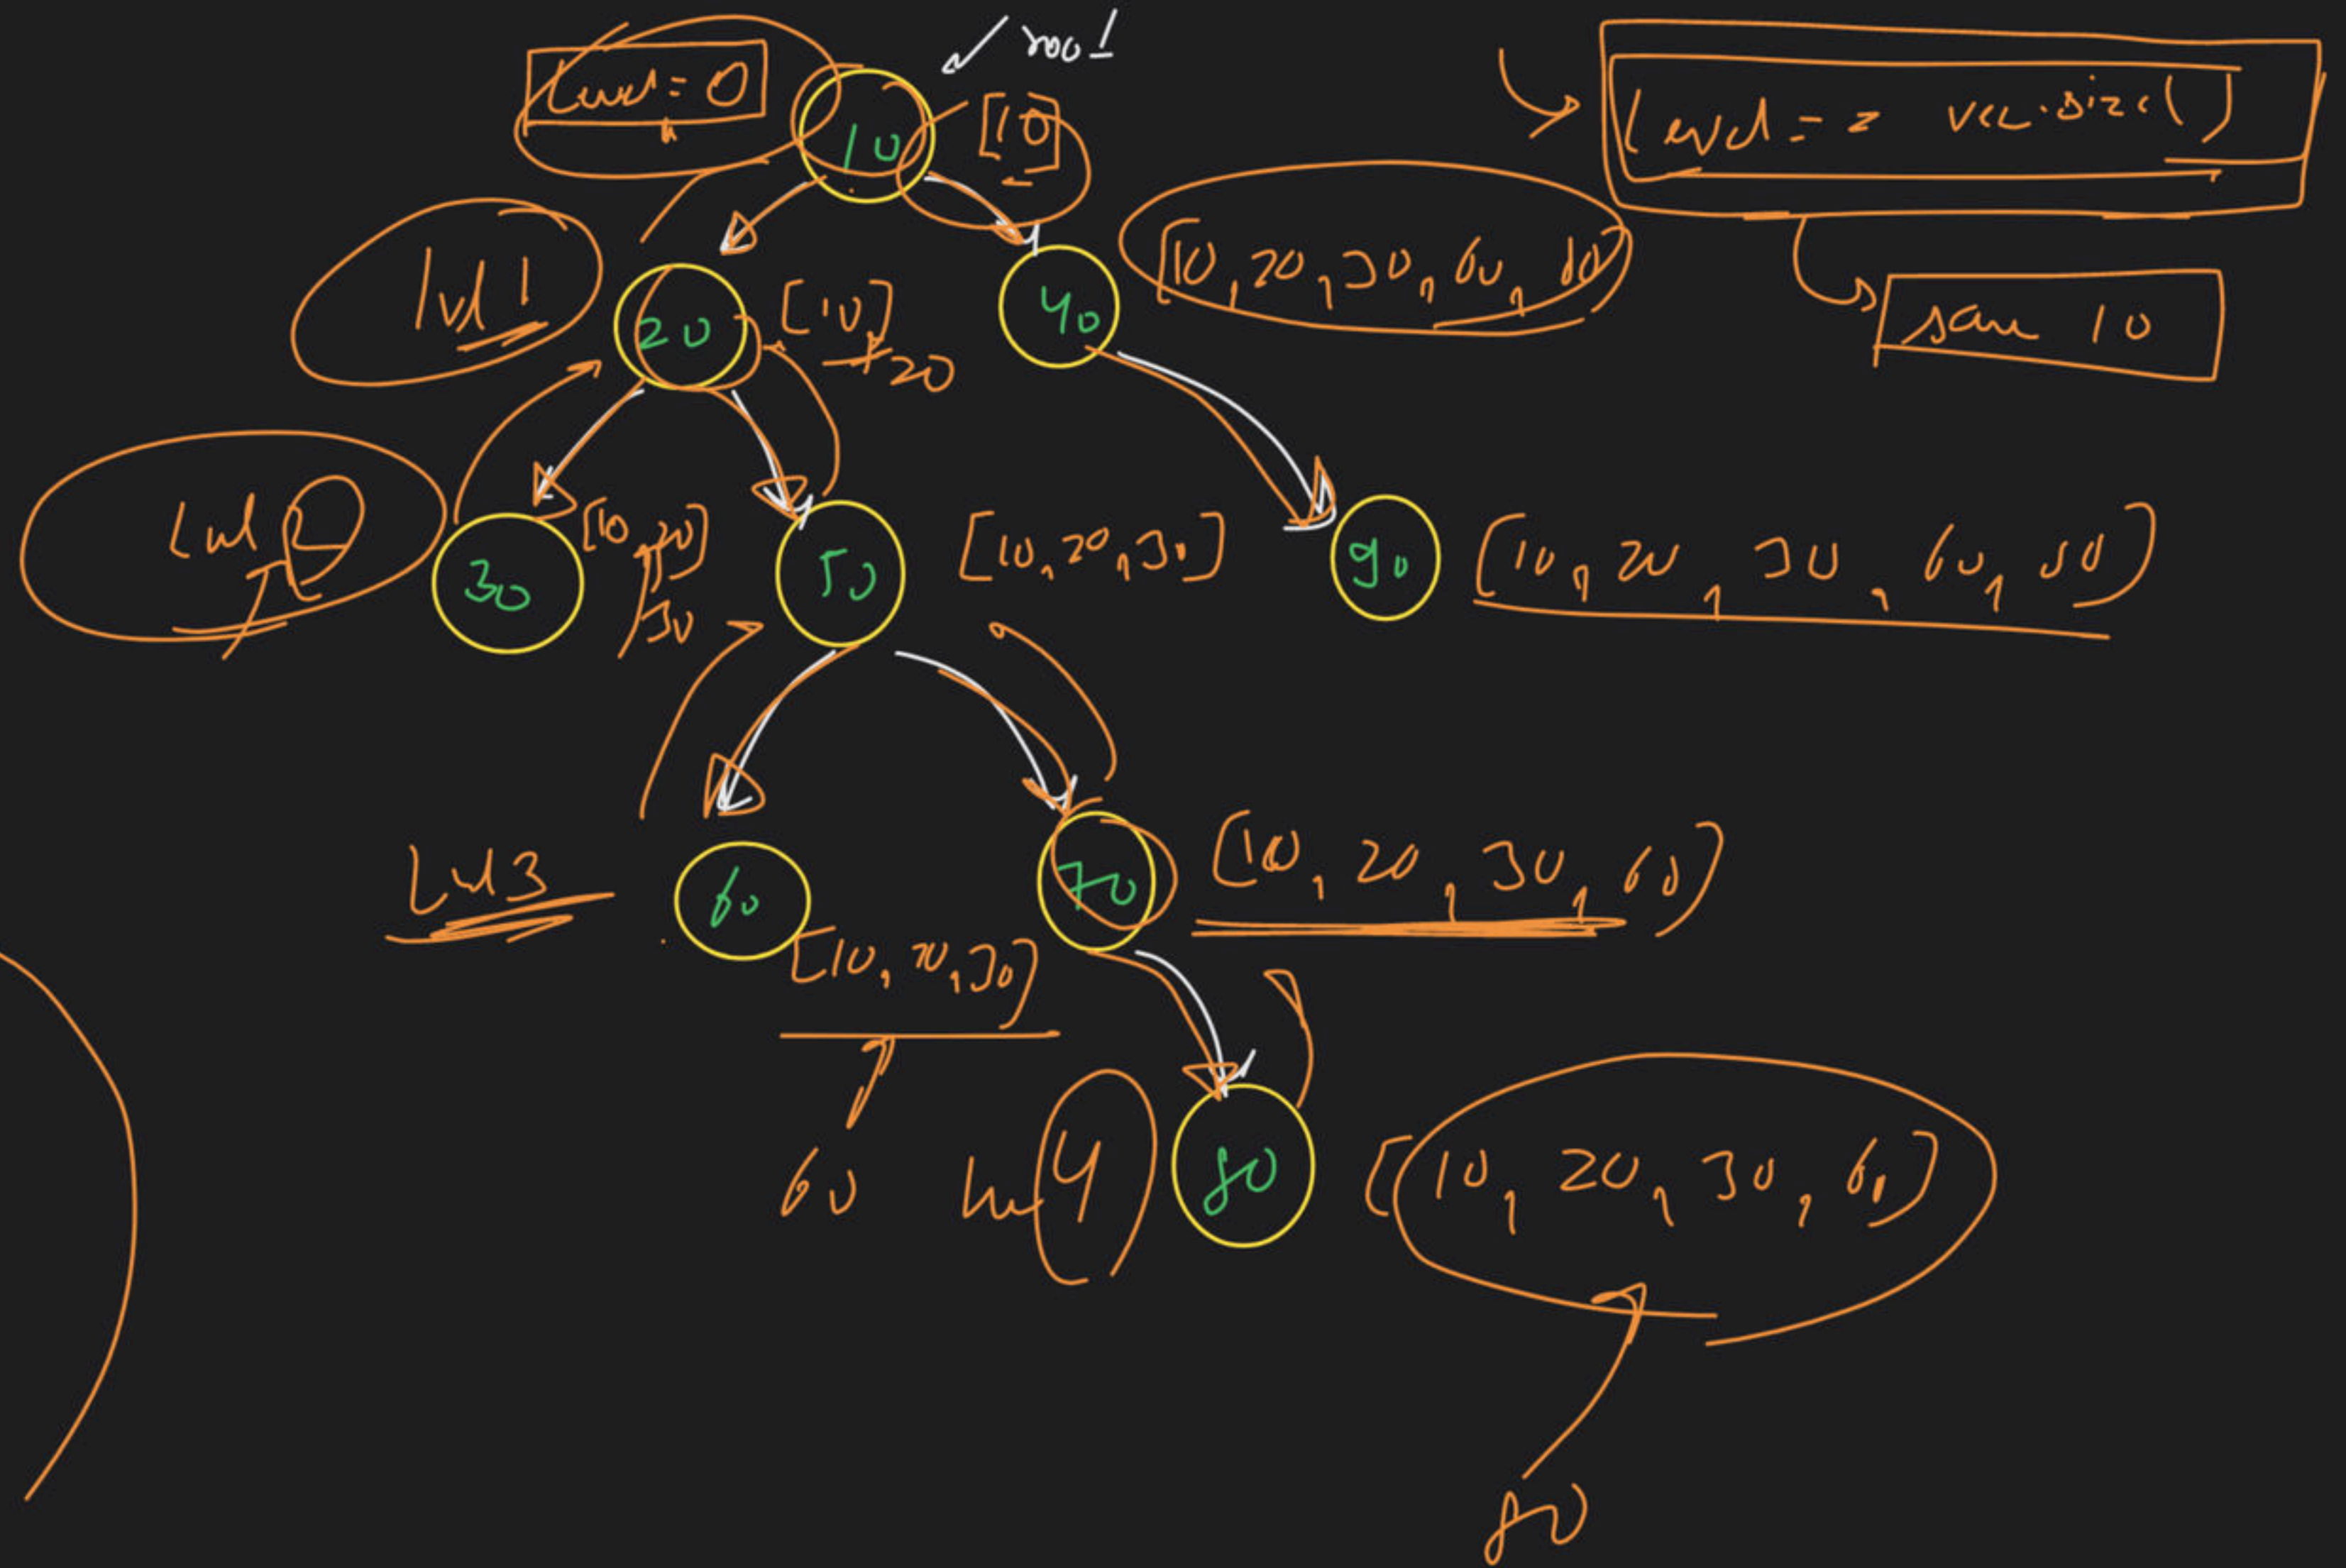 root
level = 0
10
[10]
level == vec.size()
lvl 1
20
[10]
20
40
[10, 20, 30, 60, 80]
save 10
lvl 2
30
[10, 20]
30
50
[10, 20, 30]
90
[10, 20, 30, 60, 80]
lvl 3
60
[10, 20, 30]
70
[10, 20, 30, 60]
60
4
80
[10, 20, 30, 60]
80